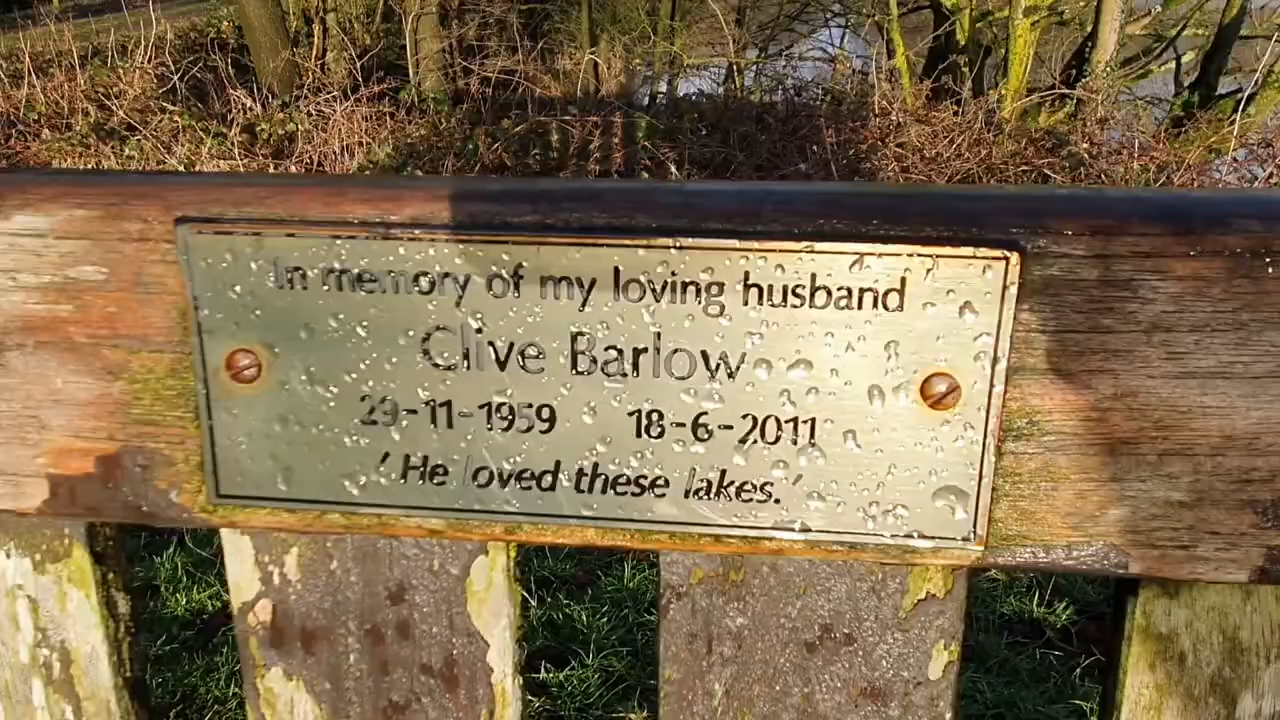 In memory of my loving husband
Clive Barlow
29-11-1959 18-6-2011
'He loved these lakes.'